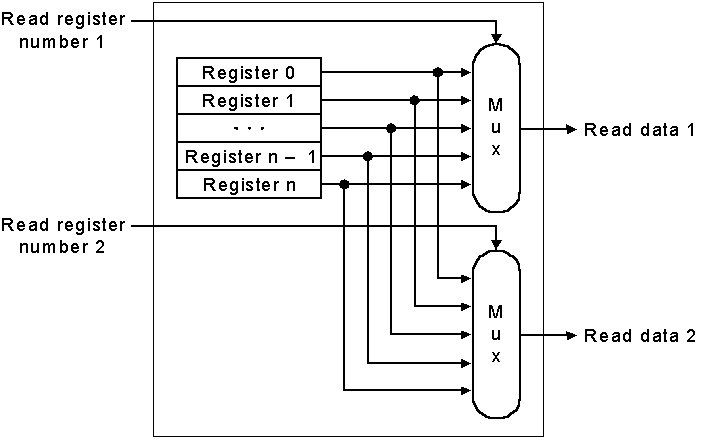 Read register
number 1
Register 0
Register 1
. . .
Register n – 1
Register n
M
u
x
Read data 1
Read register
number 2
M
u
x
Read data 2